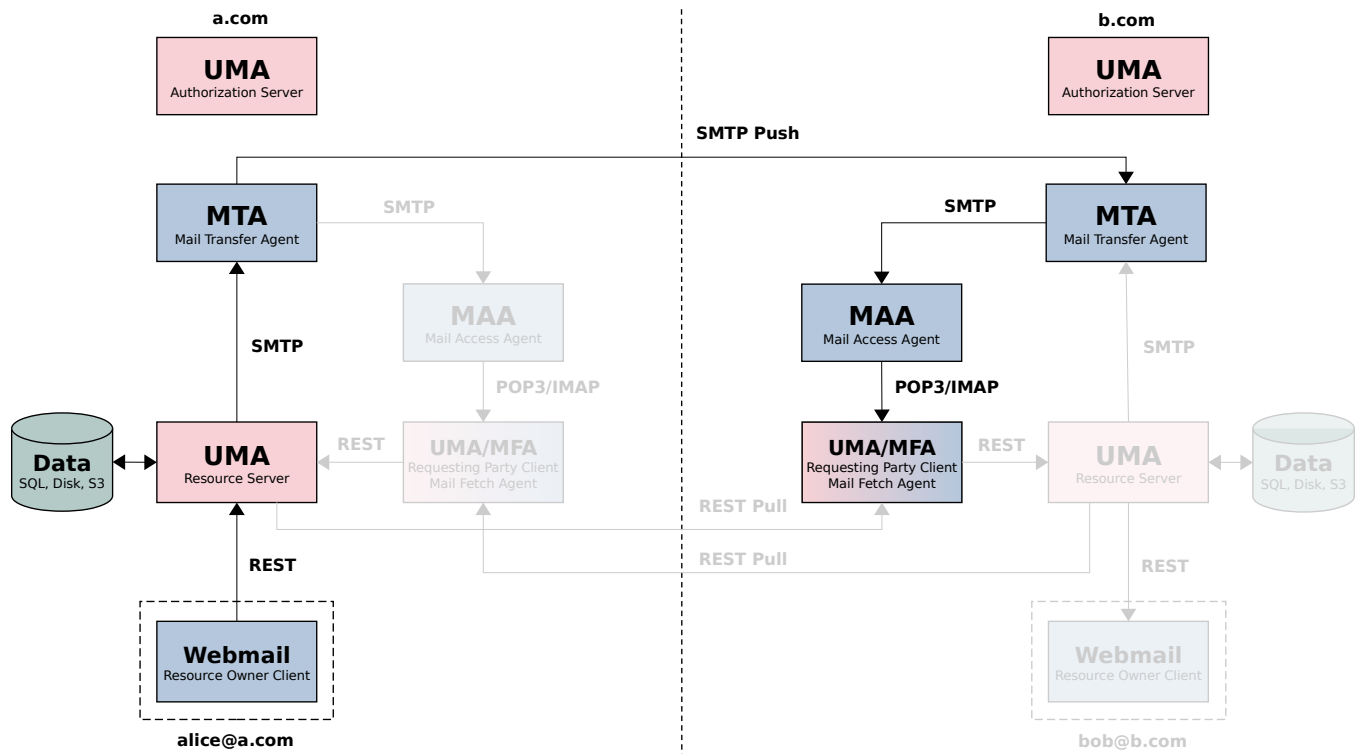 a.com
b.com
UMA
Authorization Server
UMA
Authorization Server
SMTP Push
MTA
Mail Transfer Agent
SMTP
SMTP
MTA
Mail Transfer Agent
MAA
Mail Access Agent
MAA
Mail Access Agent
SMTP
SMTP
POP3/IMAP
POP3/IMAP
Data
SQL, Disk, S3
UMA
Resource Server
REST
UMA/MFA
Requesting Party Client
Mail Fetch Agent
UMA/MFA
Requesting Party Client
Mail Fetch Agent
REST
UMA
Resource Server
Data
SQL, Disk, S3
REST Pull
REST Pull
REST
REST
Webmail
Resource Owner Client
Webmail
Resource Owner Client
alice@a.com
bob@b.com